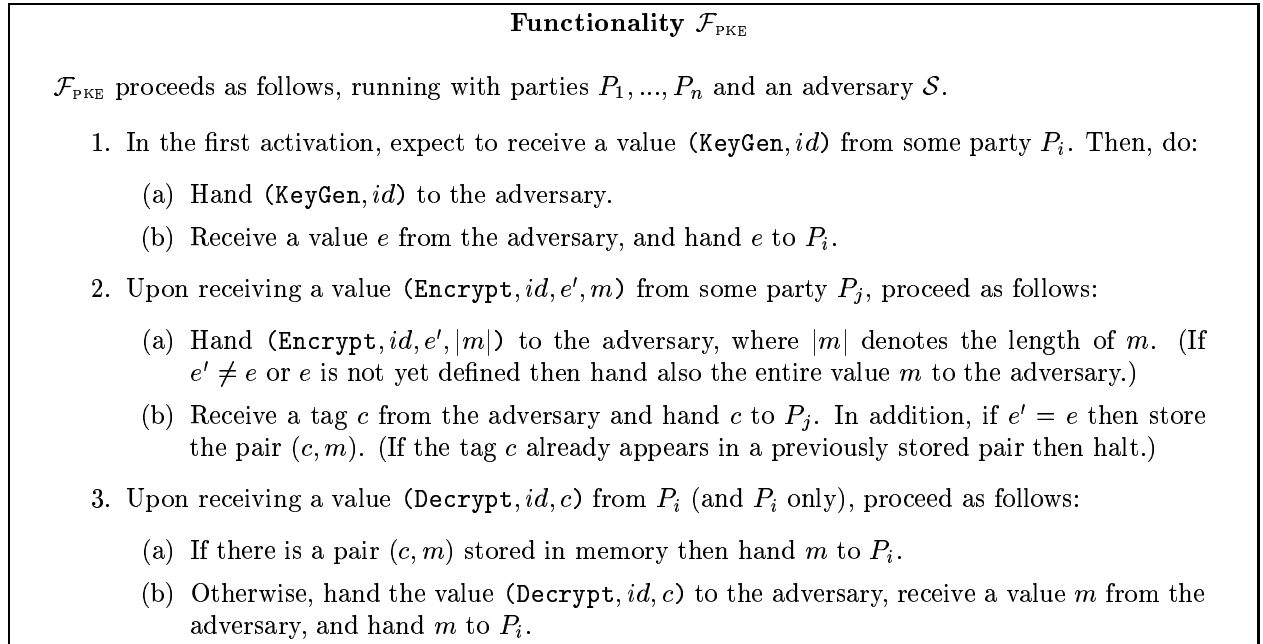 Functionality F_PKE
F_PKE proceeds as follows, running with parties P_1, ..., P_n and an adversary S.
1. In the first activation, expect to receive a value (KeyGen, id) from some party P_i. Then, do:
(a) Hand (KeyGen, id) to the adversary.
(b) Receive a value e from the adversary, and hand e to P_i.
2. Upon receiving a value (Encrypt, id, e′, m) from some party P_j, proceed as follows:
(a) Hand (Encrypt, id, e′, |m|) to the adversary, where |m| denotes the length of m. (If
e′ ≠ e or e is not yet defined then hand also the entire value m to the adversary.)
(b) Receive a tag c from the adversary and hand c to P_j. In addition, if e′ = e then store
the pair (c, m). (If the tag c already appears in a previously stored pair then halt.)
3. Upon receiving a value (Decrypt, id, c) from P_i (and P_i only), proceed as follows:
(a) If there is a pair (c, m) stored in memory then hand m to P_i.
(b) Otherwise, hand the value (Decrypt, id, c) to the adversary, receive a value m from the
adversary, and hand m to P_i.